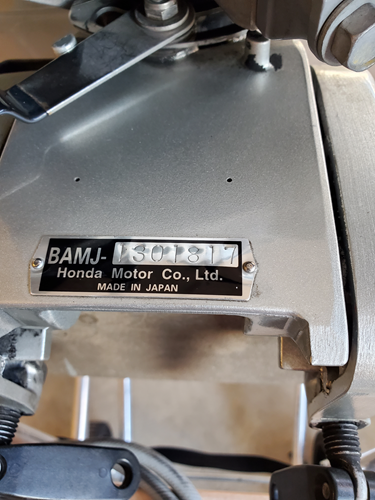 BAMJ-1301817
Honda Motor Co., Ltd.
MADE IN JAPAN